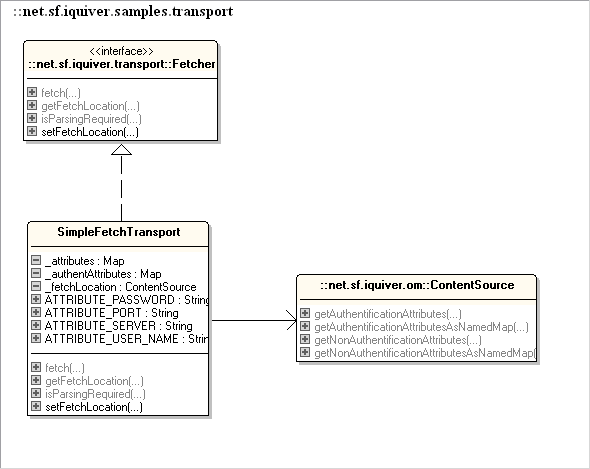 ::net.sf.iquiver.samples.transport
<<interface>>
::net.sf.iquiver.transport::Fetcher
fetch(...)
getFetchLocation(...)
isParsingRequired(...)
setFetchLocation(...)
SimpleFetchTransport
_attributes : Map
_authentAttributes : Map
_fetchLocation : ContentSource
ATTRIBUTE_PASSWORD : String
ATTRIBUTE_PORT : String
ATTRIBUTE_SERVER : String
ATTRIBUTE_USER_NAME : Strin
fetch(...)
getFetchLocation(...)
isParsingRequired(...)
setFetchLocation(...)
::net.sf.iquiver.om::ContentSource
getAuthentificationAttributes(...)
getAuthentificationAttributesAsNamedMap(...)
getNonAuthentificationAttributes(...)
getNonAuthentificationAttributesAsNamedMap(